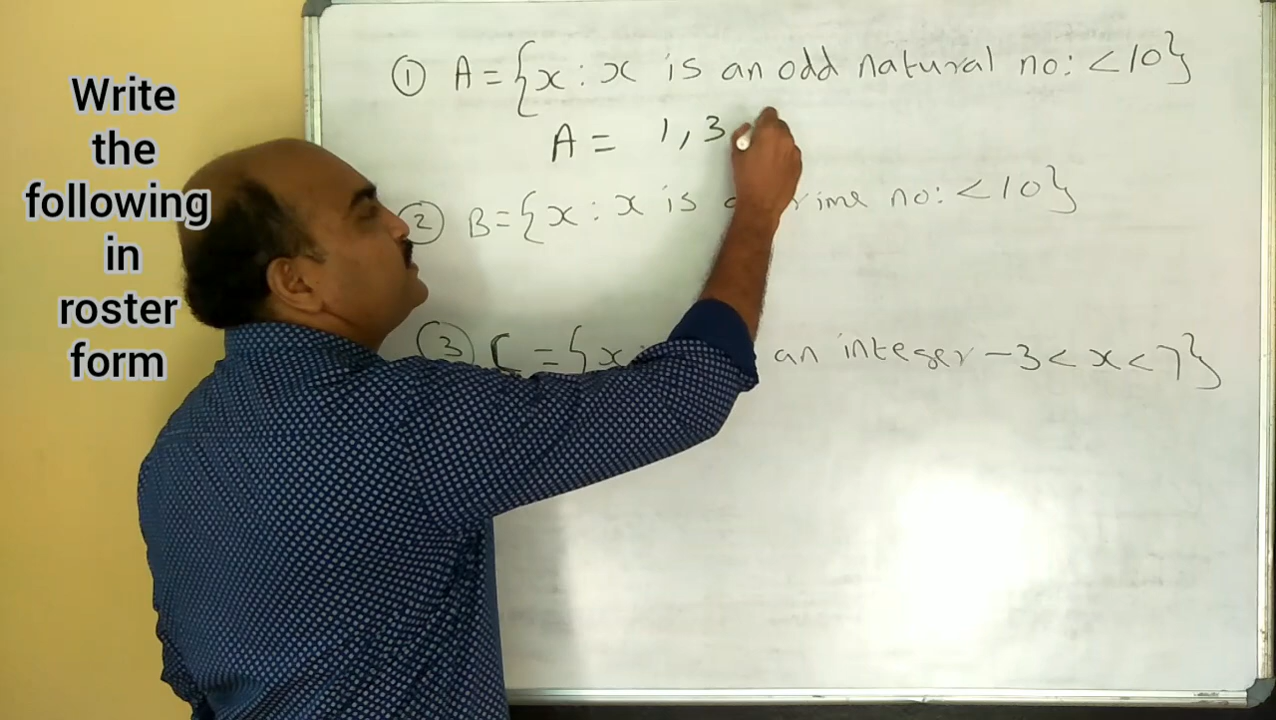 Write
the
following
in
roster
form
① A={x : x is an odd natural no: <10}
A = 1, 3
② B={x : x is no: <10}
③ C = {x: an integer -3 < x < 7}